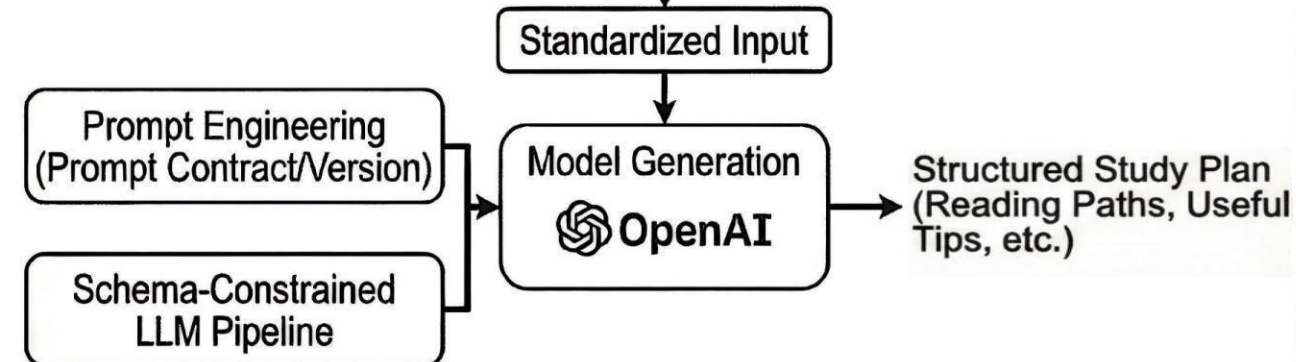 Standardized Input
Prompt Engineering
(Prompt Contract/Version)
Schema-Constrained
LLM Pipeline
Model Generation
OpenAI
Structured Study Plan
(Reading Paths, Useful
Tips, etc.)